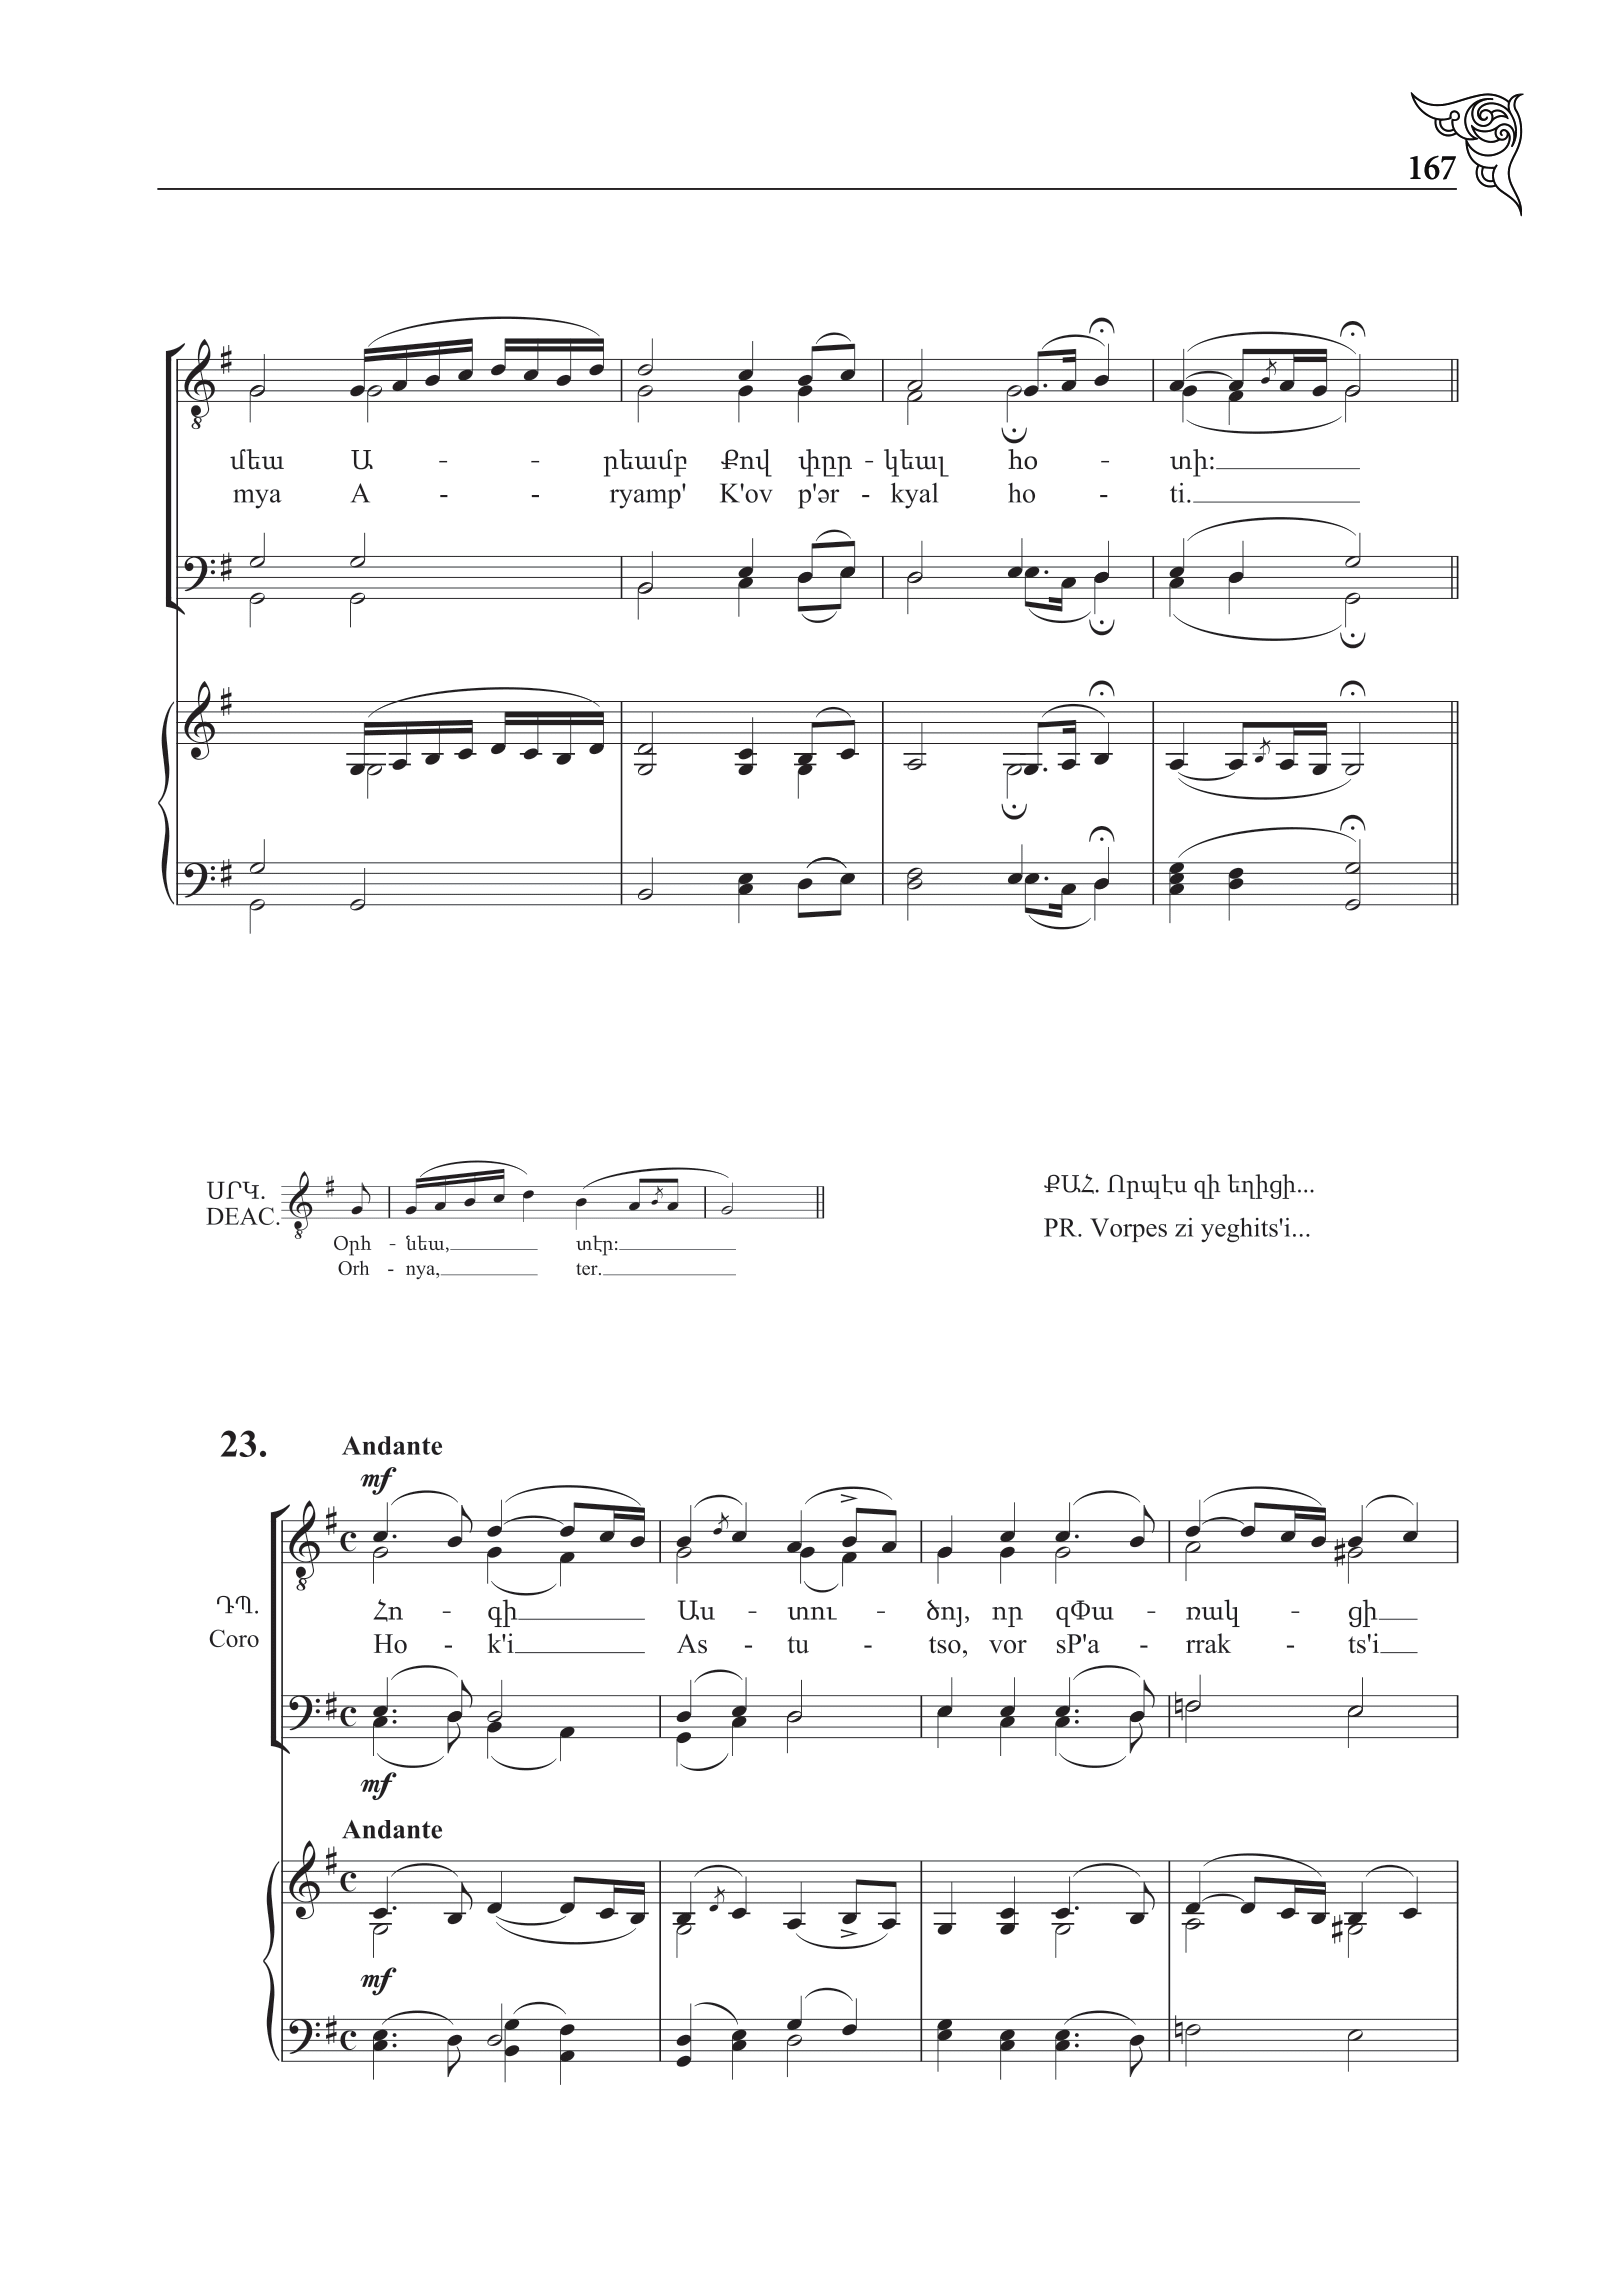 167
մեա Ա - - րեամբ Քով փըր - կեալ հո - տի:
mya A - - ryamp' K'ov p'ər - kyal ho - ti.
ՍՐԿ.
DEAC.
Օրհ - նեա, տէր:
Orh - nya, ter.
ՔԱՀ. Որպէս զի եղիցի...
PR. Vorpes zi yeghits'i...
23. Andante
mf
ԴՊ.
Հո - գի Աս - տու - ծոյ, որ զՓա - ռակ - ցի
Coro
Ho - k'i As - tu - tso, vor sP'a - rrak - ts'i
mf
Andante
mf